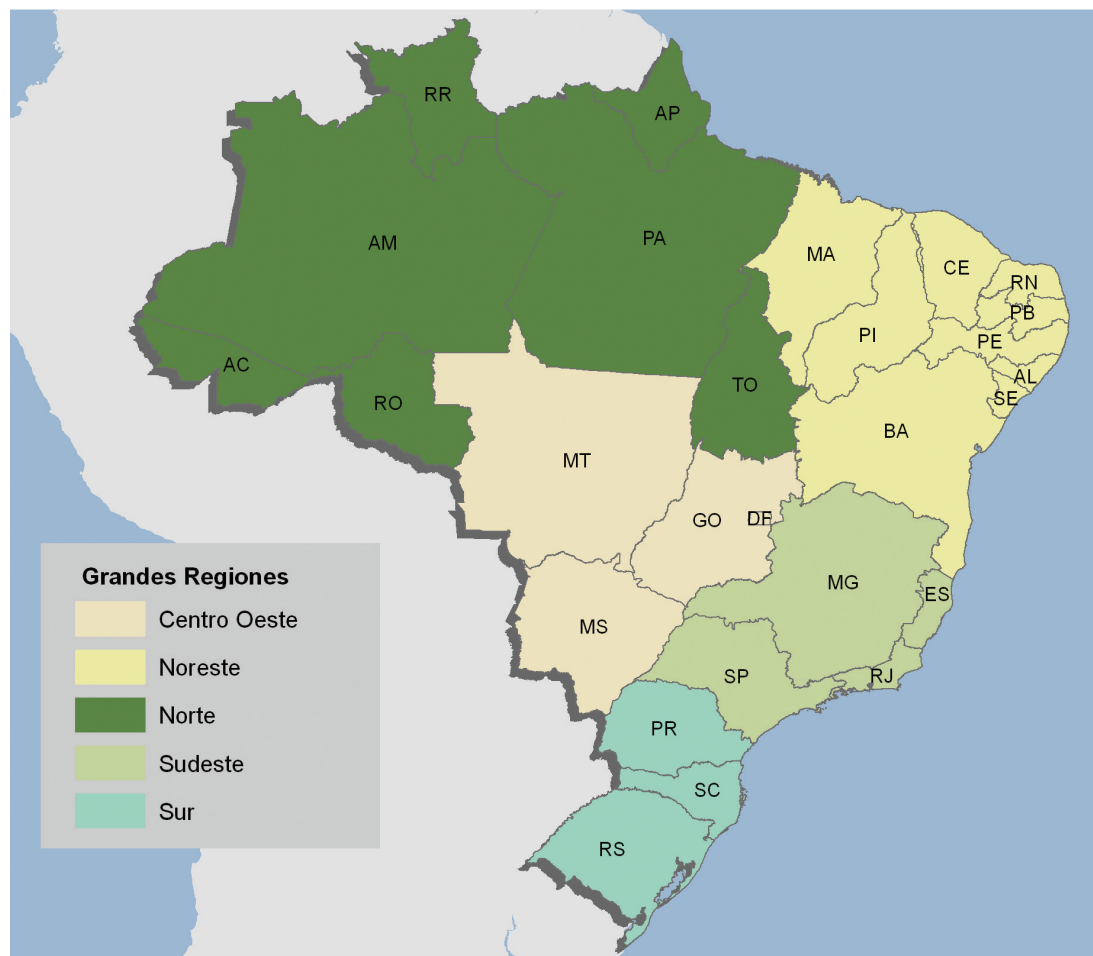 RR
AP
AM
PA
MA
CE
RN
PB
PI
PE
AC
TO
AL
RO
SE
BA
MT
GO
DF
Grandes Regiones
MG
ES
Centro Oeste
MS
Noreste
SP
RJ
Norte
PR
Sudeste
SC
Sur
RS